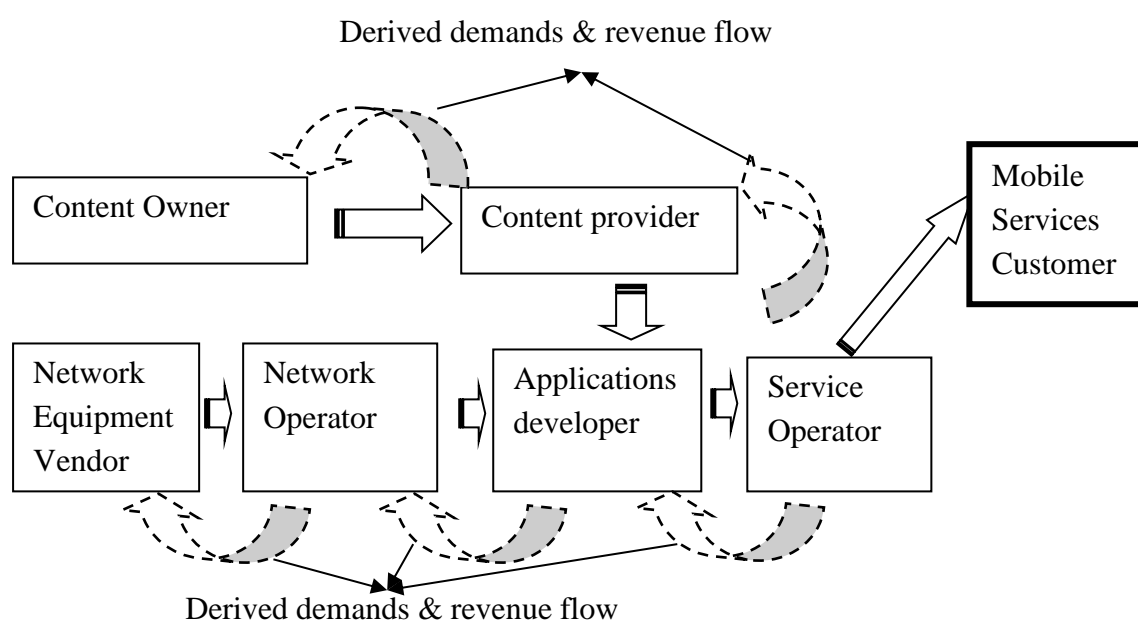 Derived demands & revenue flow
Content Owner
Content provider
Mobile
Services
Customer
Network
Equipment
Vendor
Network
Operator
Applications
developer
Service
Operator
Derived demands & revenue flow